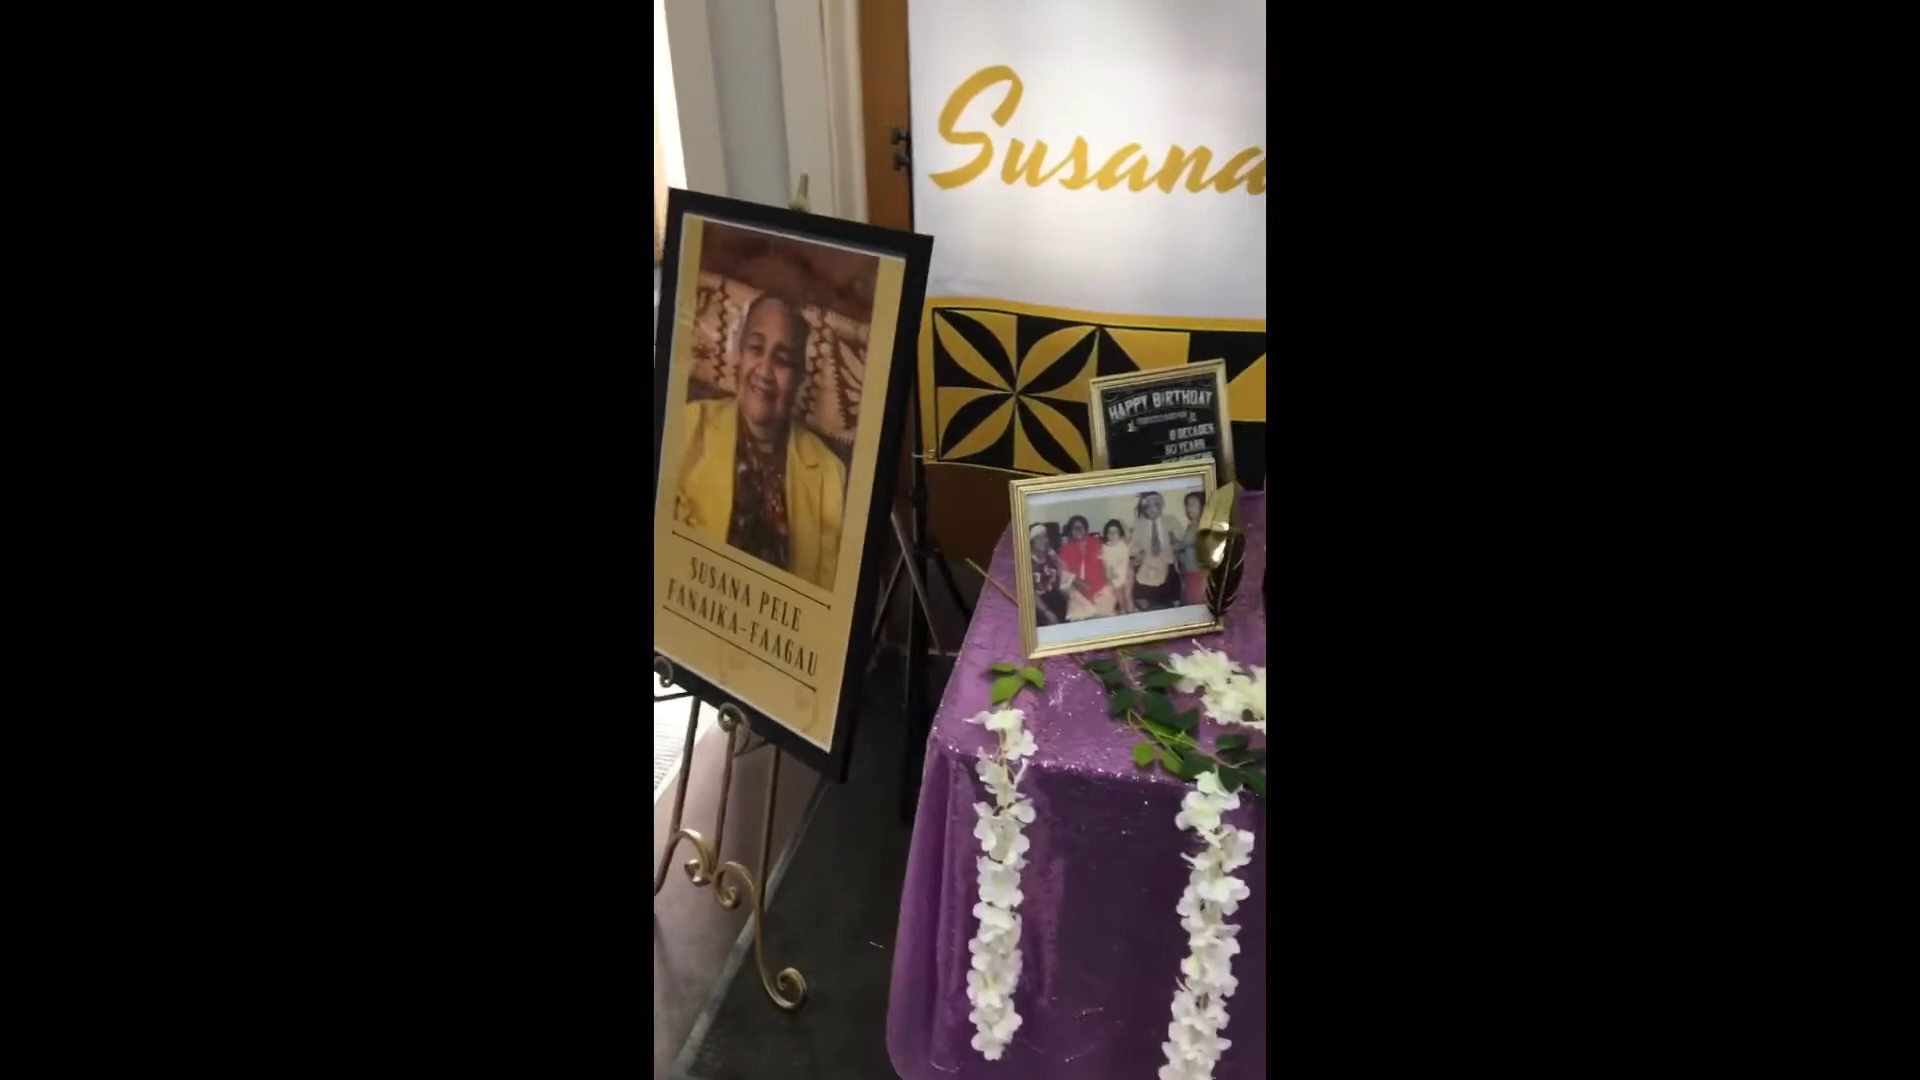 Susana
SUSANA PELE
FANAIKA-FAAGAU
HAPPY BIRTHDAY
8 DECADES
80 YEARS